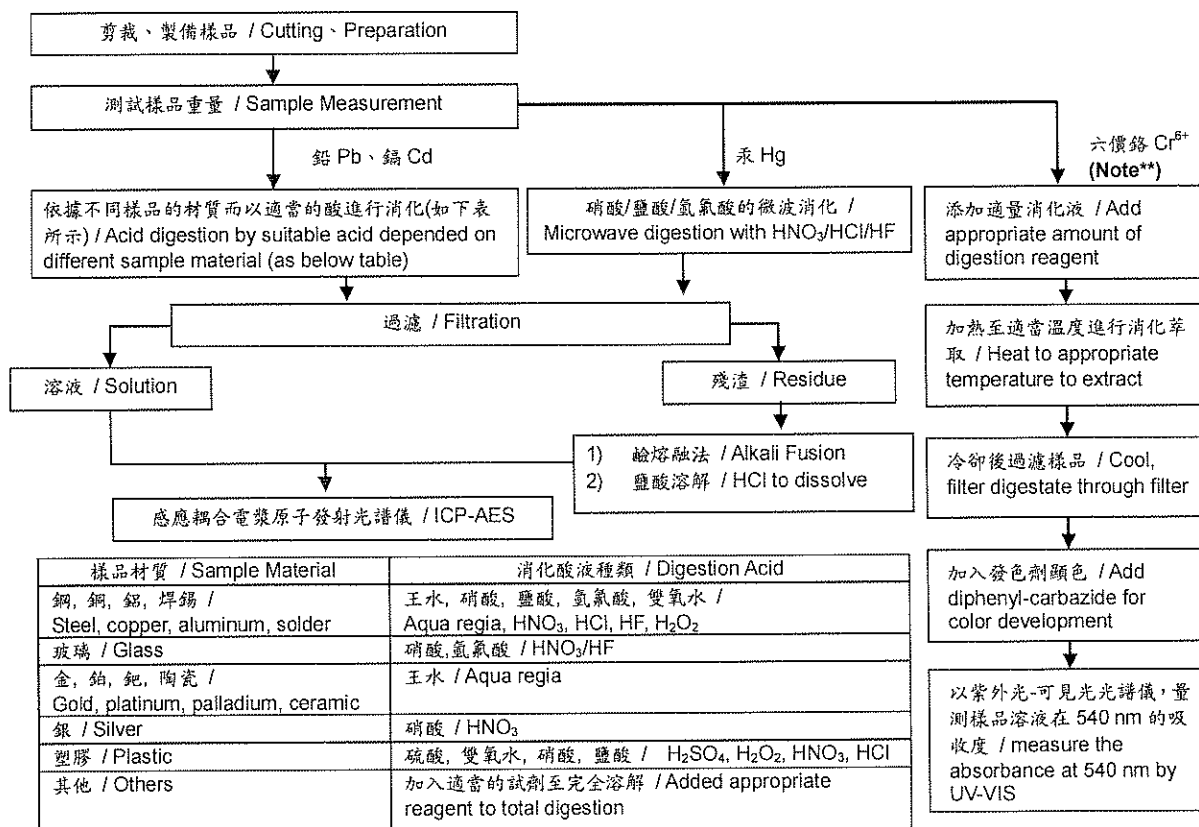 剪裁、製備樣品 / Cutting、Preparation
測試樣品重量 / Sample Measurement
鉛 Pb、鎘 Cd
汞 Hg
六價鉻 Cr⁶⁺
(Note**)
依據不同樣品的材質而以適當的酸進行消化(如下表
所示) / Acid digestion by suitable acid depended on
different sample material (as below table)
硝酸/鹽酸/氫氟酸的微波消化 /
Microwave digestion with HNO₃/HCl/HF
添加適量消化液 / Add
appropriate amount of
digestion reagent
過濾 / Filtration
加熱至適當溫度進行消化萃
取 / Heat to appropriate
temperature to extract
溶液 / Solution
殘渣 / Residue
1) 鹼熔融法 / Alkali Fusion
2) 鹽酸溶解 / HCl to dissolve
冷卻後過濾樣品 / Cool,
filter digestate through filter
感應耦合電漿原子發射光譜儀 / ICP-AES
加入發色劑顯色 / Add
diphenyl-carbazide for
color development
以紫外光-可見光光譜儀，量
測樣品溶液在 540 nm 的吸
收度 / measure the
absorbance at 540 nm by
UV-VIS
樣品材質 / Sample Material
消化酸液種類 / Digestion Acid
鋼, 銅, 鋁, 焊錫 /
Steel, copper, aluminum, solder
王水, 硝酸, 鹽酸, 氫氟酸, 雙氧水 /
Aqua regia, HNO₃, HCl, HF, H₂O₂
玻璃 / Glass
硝酸,氫氟酸 / HNO₃/HF
金, 鉑, 鈀, 陶瓷 /
Gold, platinum, palladium, ceramic
王水 / Aqua regia
銀 / Silver
硝酸 / HNO₃
塑膠 / Plastic
硫酸, 雙氧水, 硝酸, 鹽酸 / H₂SO₄, H₂O₂, HNO₃, HCl
其他 / Others
加入適當的試劑至完全溶解 / Added appropriate
reagent to total digestion